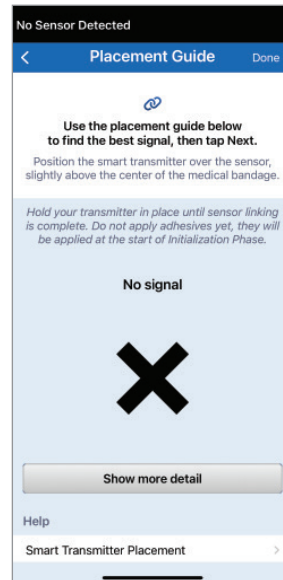 No Sensor Detected
Placement Guide Done
Use the placement guide below
to find the best signal, then tap Next.
Position the smart transmitter over the sensor,
slightly above the center of the medical bandage.
Hold your transmitter in place until sensor linking
is complete. Do not apply adhesives yet, they will
be applied at the start of Initialization Phase.
No signal
Show more detail
Help
Smart Transmitter Placement